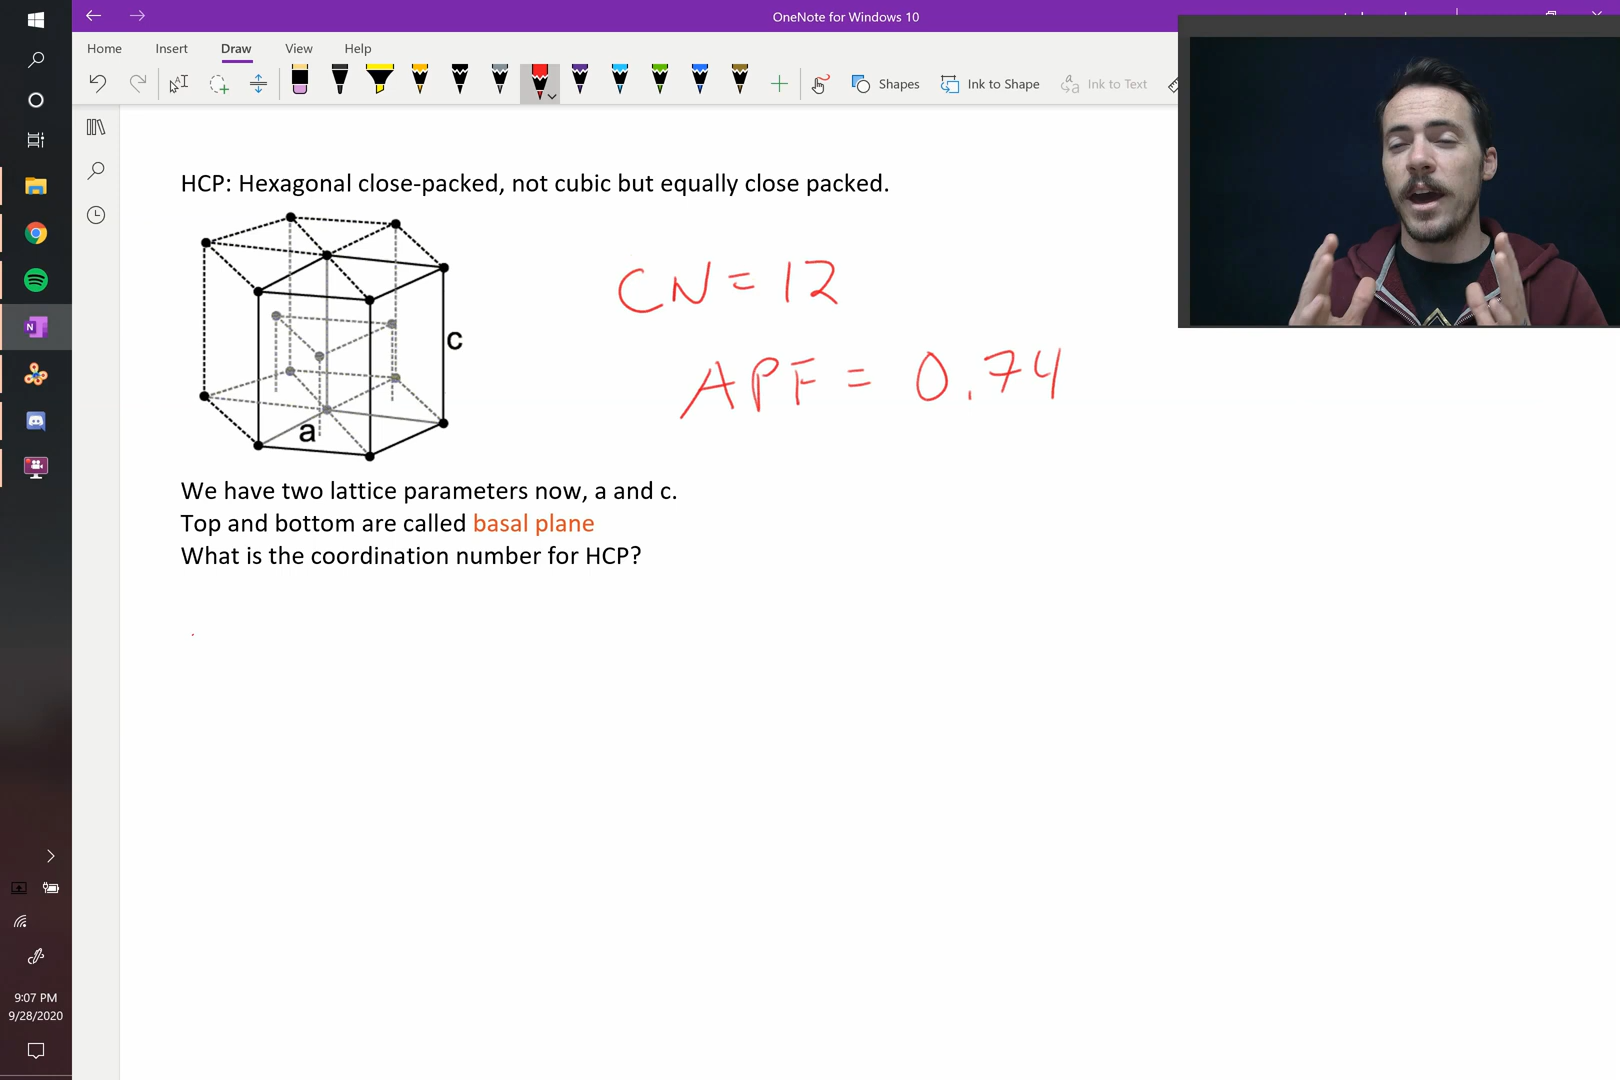 OneNote for Windows 10
Home Insert Draw View Help
Shapes Ink to Shape Ink to Text
HCP: Hexagonal close-packed, not cubic but equally close packed.
CN = 12
APF = 0.74
c
a
We have two lattice parameters now, a and c.
Top and bottom are called basal plane
What is the coordination number for HCP?
9:07 PM
9/28/2020